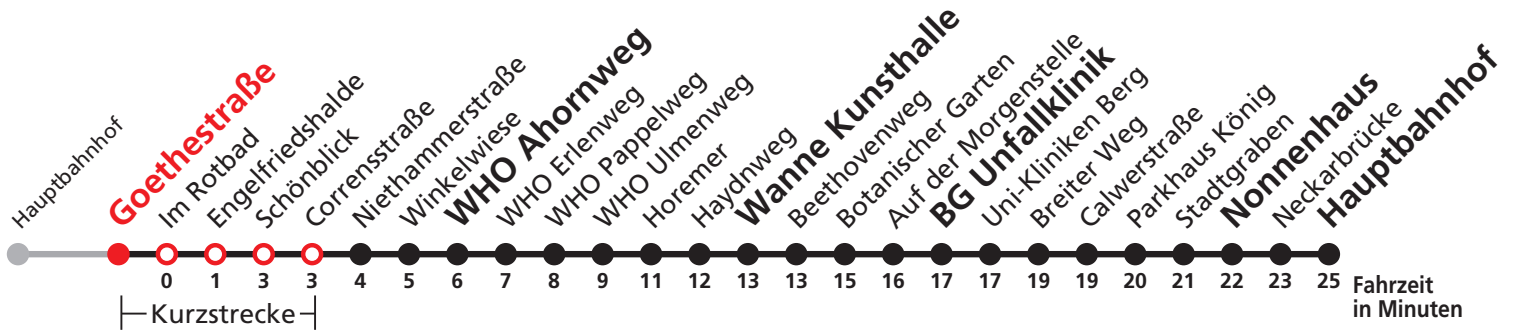 Hauptbahnhof
Goethestraße
Im Rotbad
Engelfriedshalde
Schönblick
Corrensstraße
Niethammerstraße
Winkelwiese
WHO Ahornweg
WHO Erlenweg
WHO Pappelweg
WHO Ulmenweg
Horemer
Haydnweg
Wanne Kunsthalle
Beethovenweg
Botanischer Garten
Auf der Morgenstelle
BG Unfallklinik
Uni-Kliniken Berg
Breiter Weg
Calwerstraße
Parkhaus König
Stadtgraben
Nonnenhaus
Neckarbrücke
Hauptbahnhof
0 1 3 3 4 5 6 7 8 9 11 12 13 13 15 16 17 17 19 19 20 21 22 23 25 Fahrzeit
in Minuten
Kurzstrecke